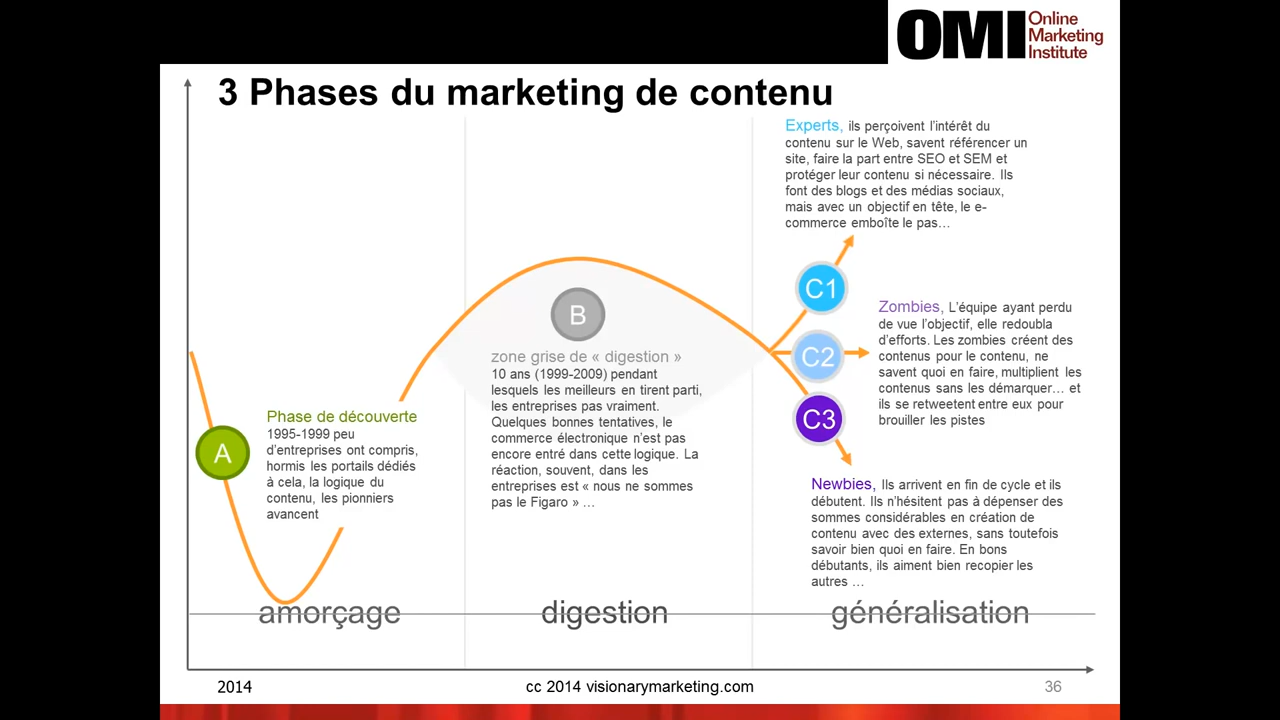 OMI Online
Marketing
Institute
3 Phases du marketing de contenu
Experts, ils perçoivent l’intérêt du
contenu sur le Web, savent référencer un
site, faire la part entre SEO et SEM et
protéger leur contenu si nécessaire. Ils
font des blogs et des médias sociaux,
mais avec un objectif en tête, le e-
commerce emboîte le pas…
C1
B
C2
C3
Zombies, L’équipe ayant perdu
de vue l’objectif, elle redoubla
d’efforts. Les zombies créent des
contenus pour le contenu, ne
savent quoi en faire, multiplient les
contenus sans les démarquer… et
ils se retweetent entre eux pour
brouiller les pistes
zone grise de « digestion »
10 ans (1999-2009) pendant
lesquels les meilleurs en tirent parti,
les entreprises pas vraiment.
Quelques bonnes tentatives, le
commerce électronique n’est pas
encore entré dans cette logique. La
réaction, souvent, dans les
entreprises est « nous ne sommes
pas le Figaro » …
A
Phase de découverte
1995-1999 peu
d’entreprises ont compris,
hormis les portails dédiés
à cela, la logique du
contenu, les pionniers
avancent
Newbies, Ils arrivent en fin de cycle et ils
débutent. Ils n’hésitent pas à dépenser des
sommes considérables en création de
contenu avec des externes, sans toutefois
savoir bien quoi en faire. En bons
débutants, ils aiment bien recopier les
autres …
amorçage
digestion
généralisation
2014
cc 2014 visionarymarketing.com
36